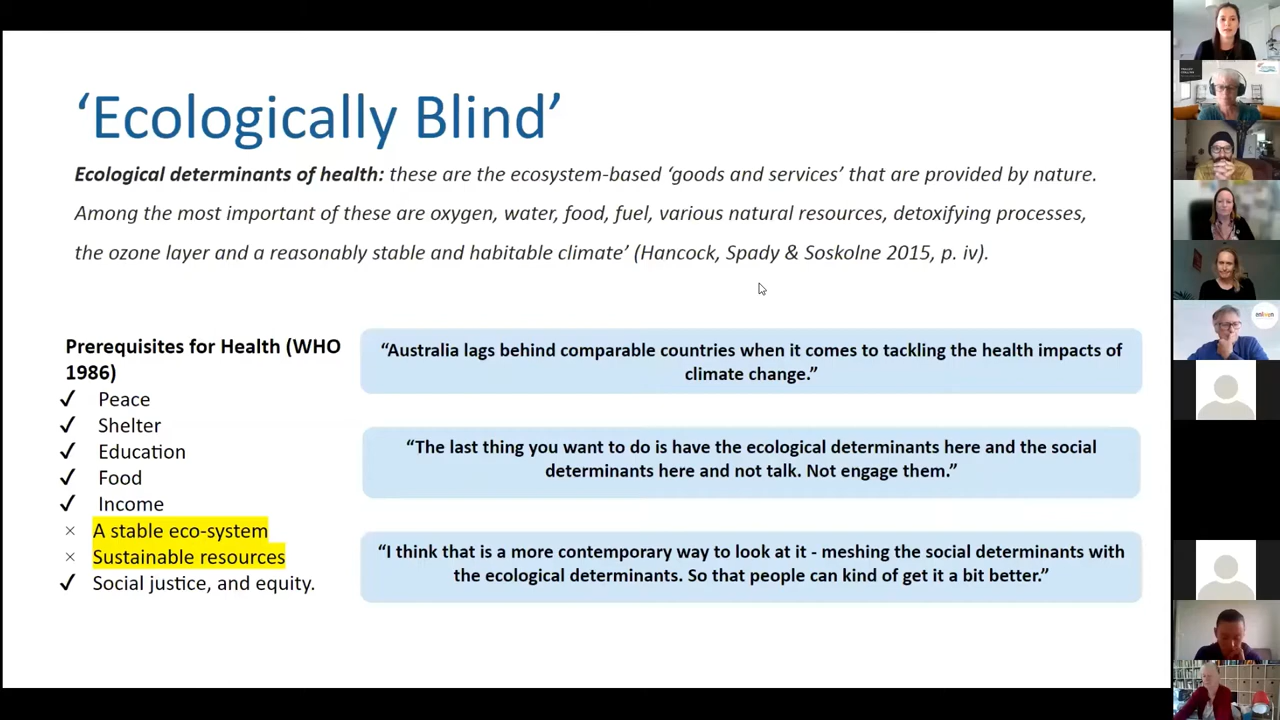 ‘Ecologically Blind’
Ecological determinants of health: these are the ecosystem-based ‘goods and services’ that are provided by nature.
Among the most important of these are oxygen, water, food, fuel, various natural resources, detoxifying processes,
the ozone layer and a reasonably stable and habitable climate’ (Hancock, Spady & Soskolne 2015, p. iv).
Prerequisites for Health (WHO
1986)
✓ Peace
✓ Shelter
✓ Education
✓ Food
✓ Income
× A stable eco-system
× Sustainable resources
✓ Social justice, and equity.
“Australia lags behind comparable countries when it comes to tackling the health impacts of
climate change.”
“The last thing you want to do is have the ecological determinants here and the social
determinants here and not talk. Not engage them.”
“I think that is a more contemporary way to look at it - meshing the social determinants with
the ecological determinants. So that people can kind of get it a bit better.”